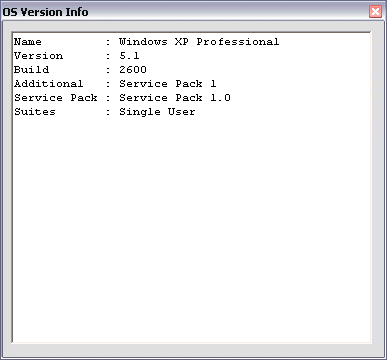 OS Version Info
Name : Windows XP Professional
Version : 5.1
Build : 2600
Additional : Service Pack 1
Service Pack : Service Pack 1.0
Suites : Single User